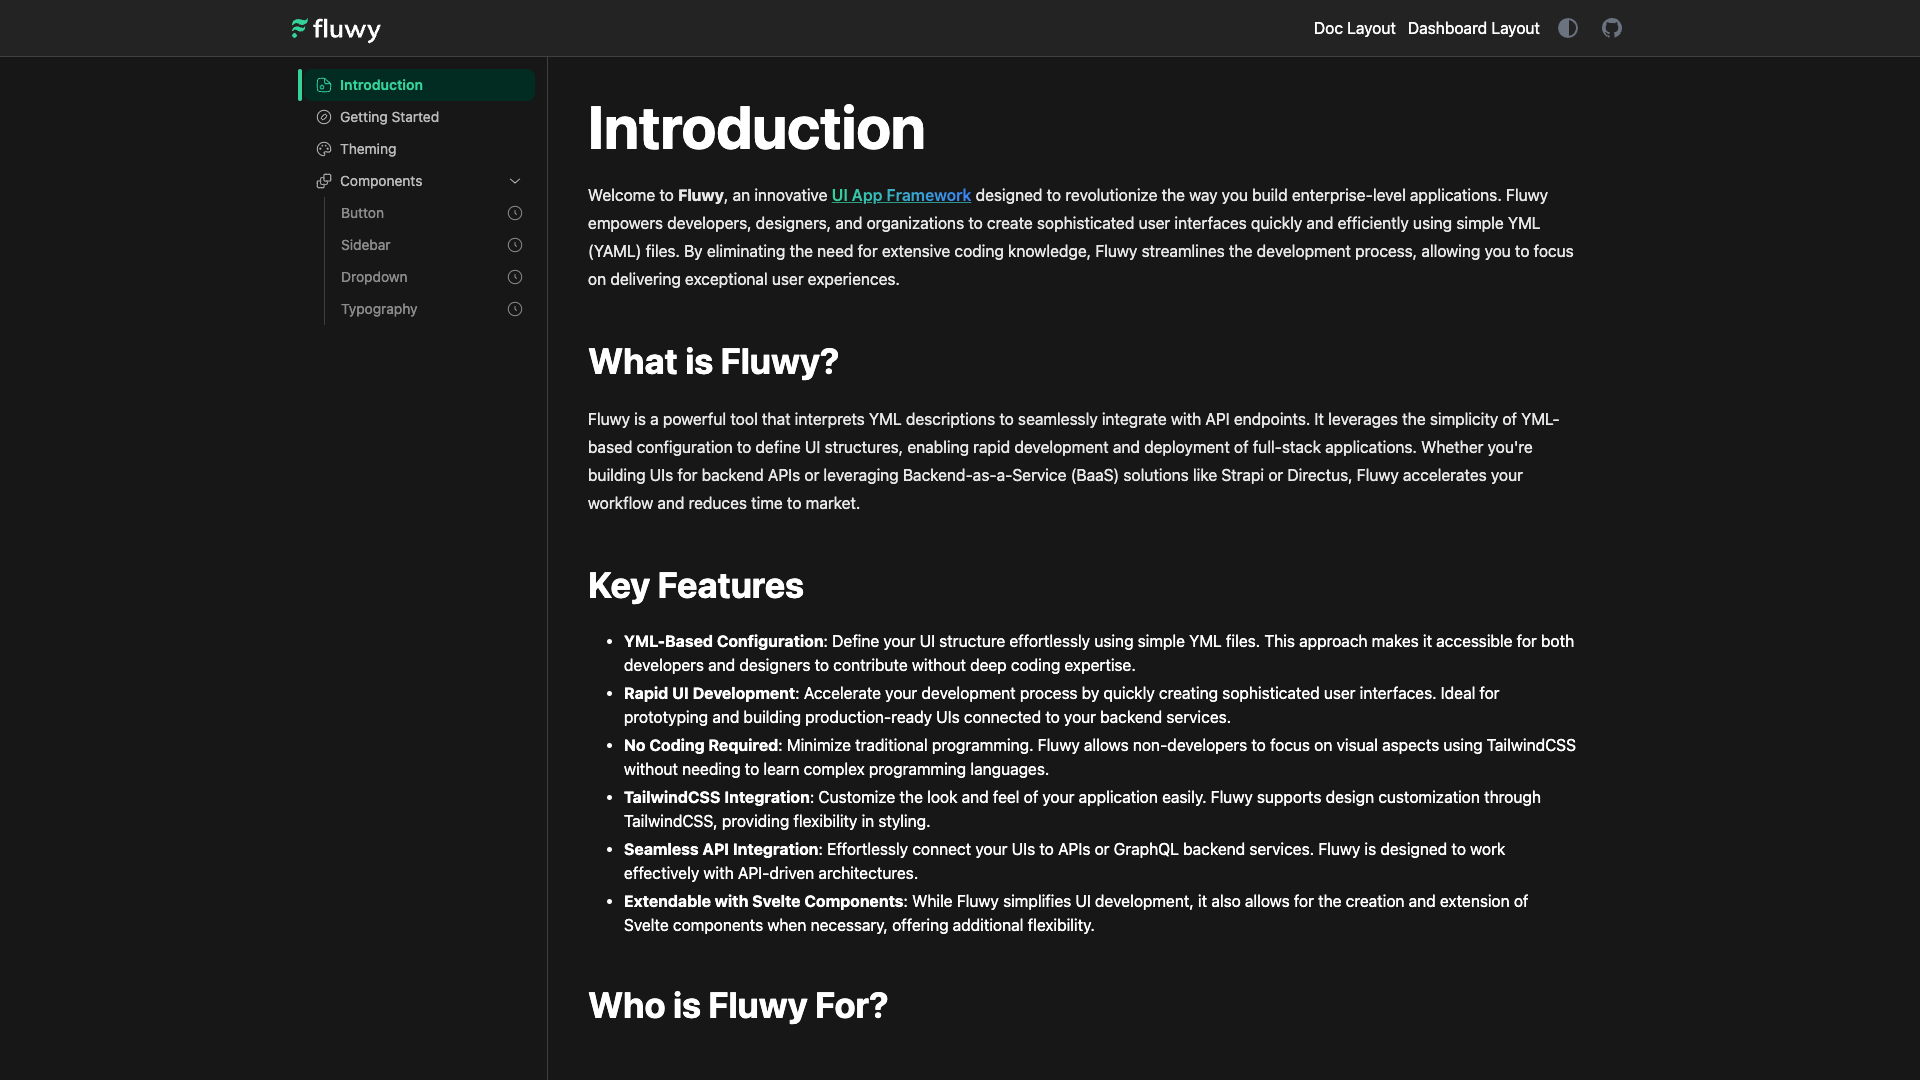 fluwy
Doc Layout
Dashboard Layout
Introduction
Getting Started
Theming
Components
Button
Sidebar
Dropdown
Typography
Introduction
Welcome to Fluwy, an innovative UI App Framework designed to revolutionize the way you build enterprise-level applications. Fluwy
empowers developers, designers, and organizations to create sophisticated user interfaces quickly and efficiently using simple YML
(YAML) files. By eliminating the need for extensive coding knowledge, Fluwy streamlines the development process, allowing you to focus
on delivering exceptional user experiences.
What is Fluwy?
Fluwy is a powerful tool that interprets YML descriptions to seamlessly integrate with API endpoints. It leverages the simplicity of YML-
based configuration to define UI structures, enabling rapid development and deployment of full-stack applications. Whether you're
building UIs for backend APIs or leveraging Backend-as-a-Service (BaaS) solutions like Strapi or Directus, Fluwy accelerates your
workflow and reduces time to market.
Key Features
• YML-Based Configuration: Define your UI structure effortlessly using simple YML files. This approach makes it accessible for both
developers and designers to contribute without deep coding expertise.
• Rapid UI Development: Accelerate your development process by quickly creating sophisticated user interfaces. Ideal for
prototyping and building production-ready UIs connected to your backend services.
• No Coding Required: Minimize traditional programming. Fluwy allows non-developers to focus on visual aspects using TailwindCSS
without needing to learn complex programming languages.
• TailwindCSS Integration: Customize the look and feel of your application easily. Fluwy supports design customization through
TailwindCSS, providing flexibility in styling.
• Seamless API Integration: Effortlessly connect your UIs to APIs or GraphQL backend services. Fluwy is designed to work
effectively with API-driven architectures.
• Extendable with Svelte Components: While Fluwy simplifies UI development, it also allows for the creation and extension of
Svelte components when necessary, offering additional flexibility.
Who is Fluwy For?